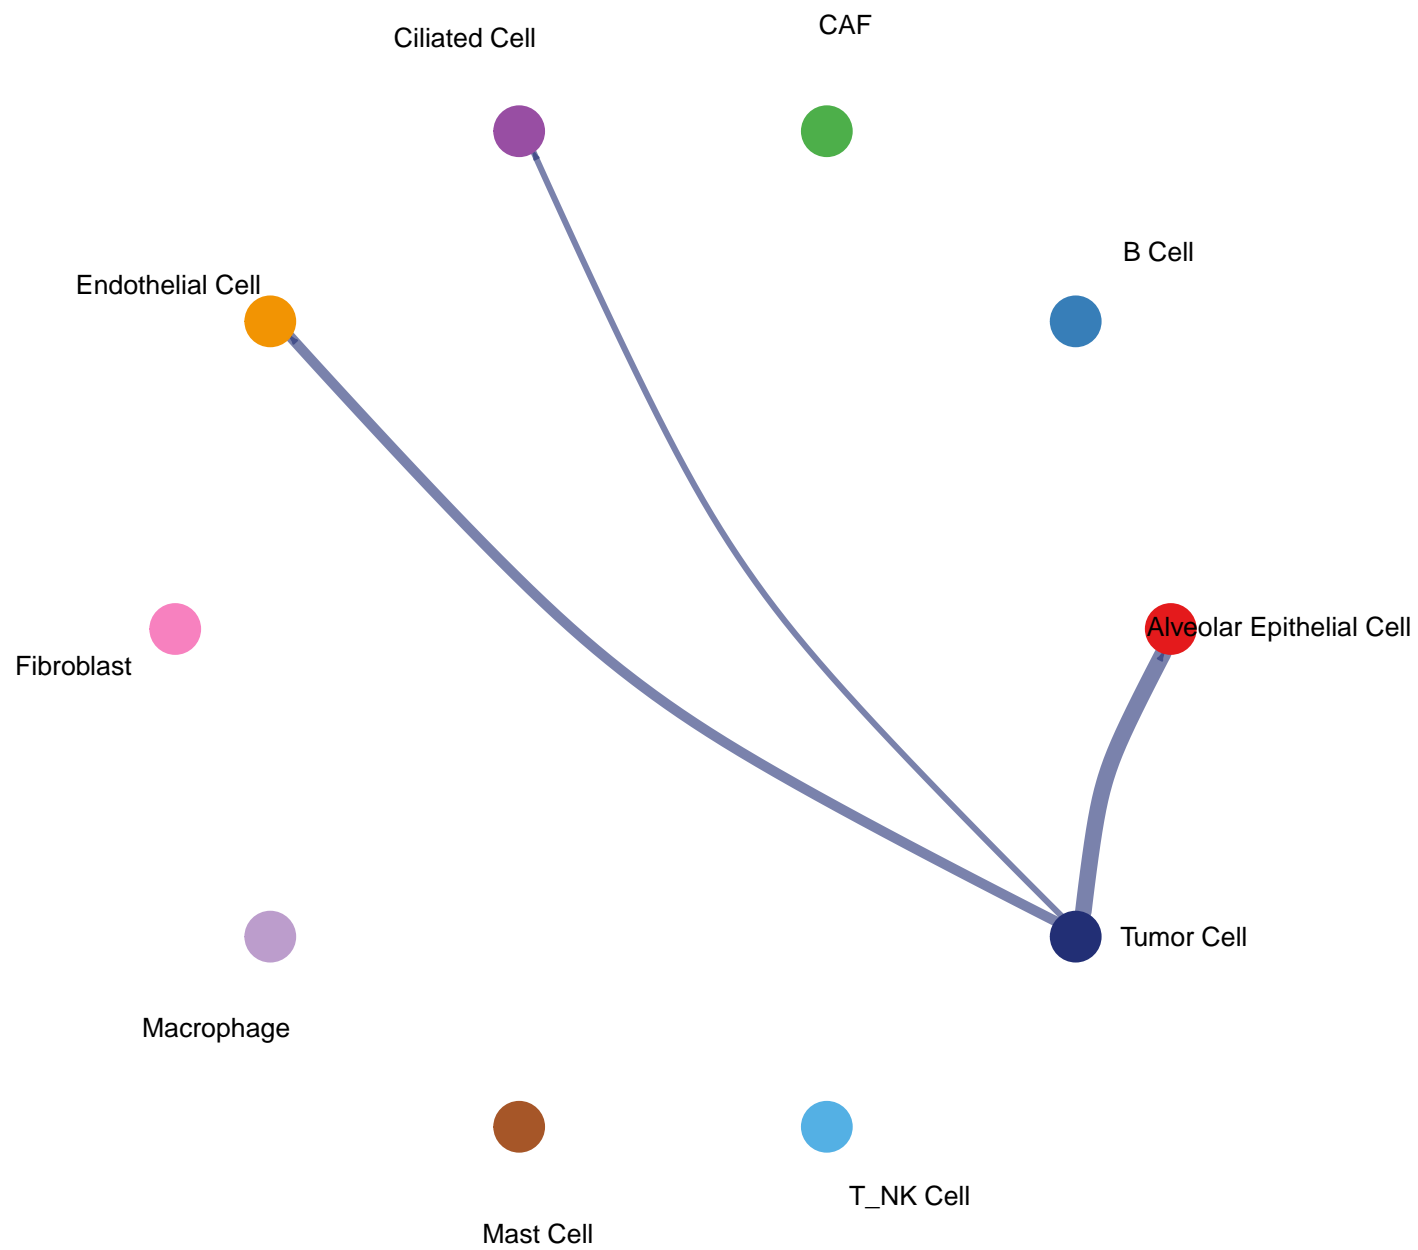 CAF
Ciliated Cell
B Cell
Endothelial Cell
Alveolar Epithelial Cell
Fibroblast
Tumor Cell
Macrophage
T_NK Cell
Mast Cell